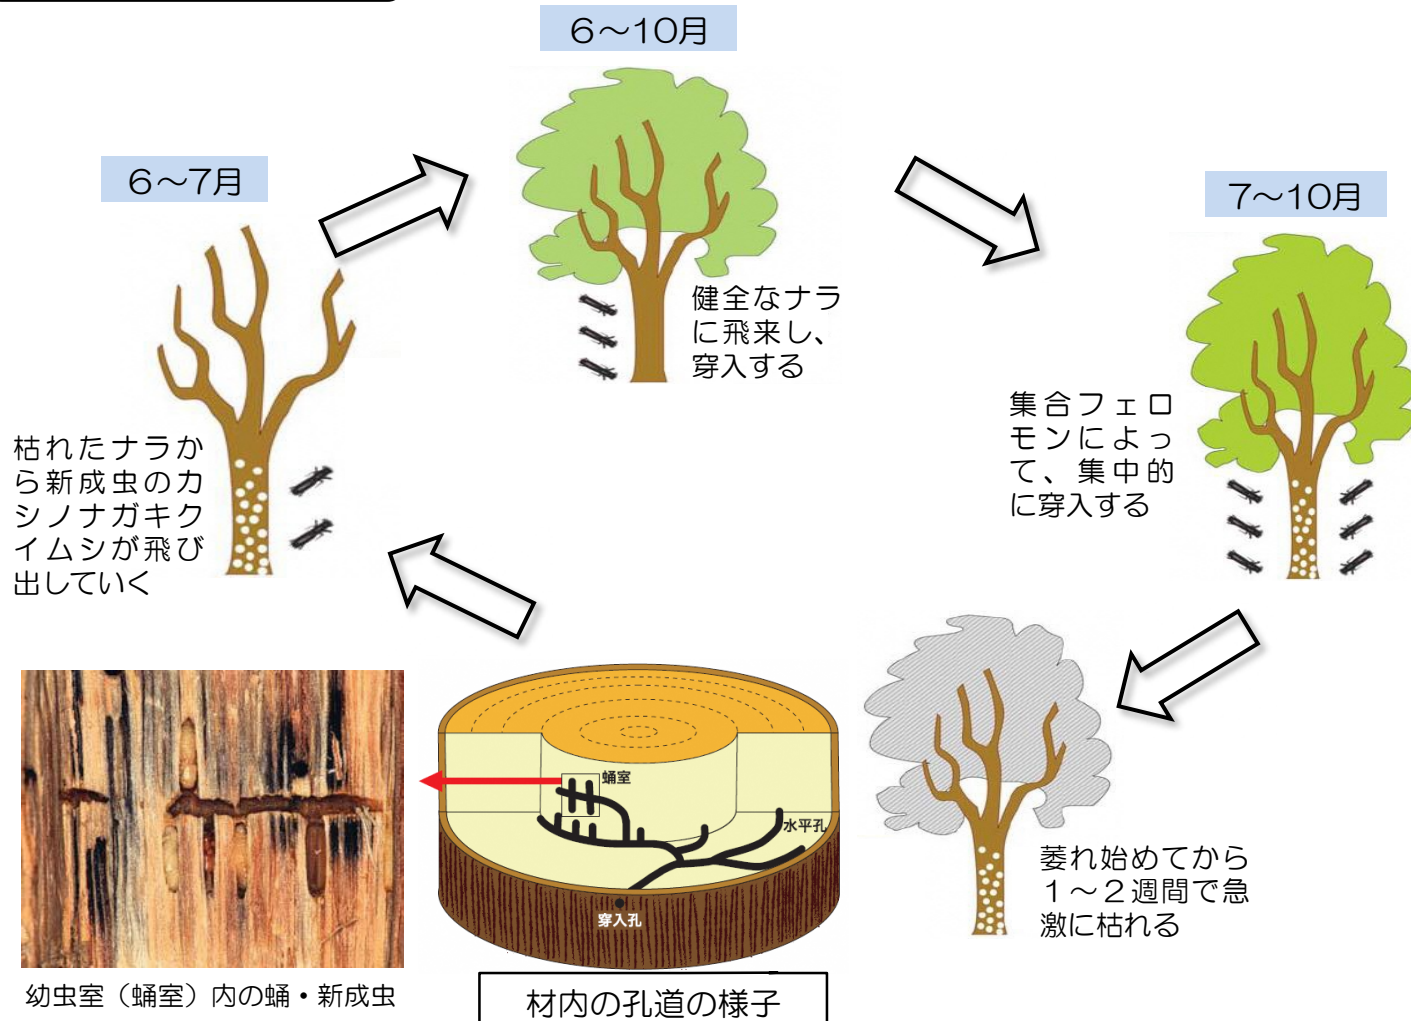 6～10月
6～7月
7～10月
健全なナラ
に飛来し、
穿入する
集合フェロ
モンによっ
て、集中的
に穿入する
枯れたナラか
ら新成虫のカ
シノナガキク
イムシが飛び
出していく
蛹室
水平孔
穿入孔
萎れ始めてから
１～２週間で急
激に枯れる
幼虫室（蛹室）内の蛹・新成虫
材内の孔道の様子